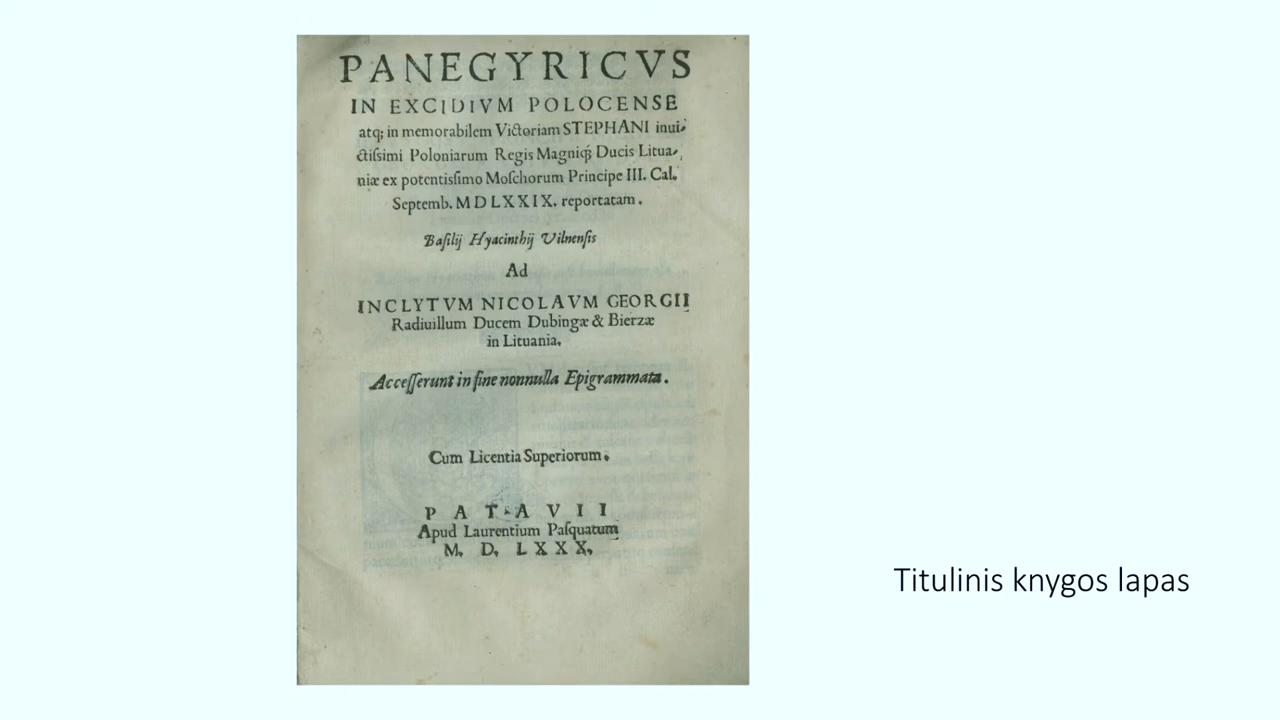 PANEGYRICVS
IN EXCIDIVM POLOCENSE
atq; in memorabilem Victoriam STEPHANI inui-
ctiſsimi Poloniarum Regis Magniq; Ducis Litua-
niæ ex potentiſsimo Moſchorum Principe III. Cal.
Septemb. MDLXXIX. reportatam.
Baſilij Hyacinthij Vilnenſis
Ad
INCLYTVM NICOLAVM GEORGII
Radiuillum Ducem Dubingæ & Bierzæ
in Lituania.
Acceſſerunt in fine nonnulla Epigrammata.
Cum Licentia Superiorum.
PATAVII
Apud Laurentium Paſquatum
M. D. LXXX.
Titulinis knygos lapas